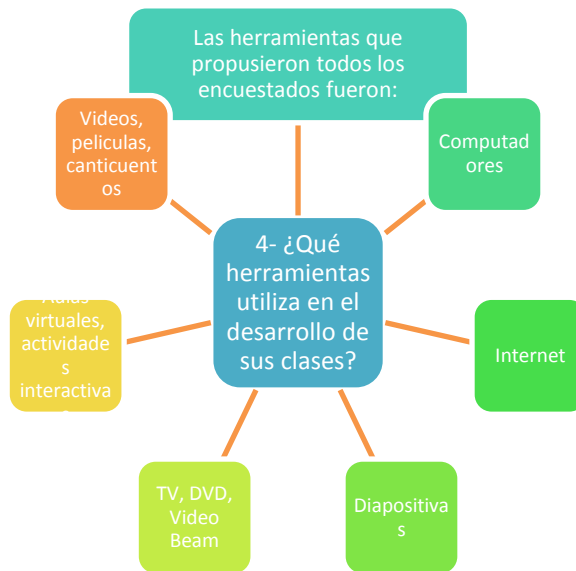 Las herramientas que
propusieron todos los
encuestados fueron:
Videos,
peliculas,
canticuent
os
Computad
ores
4- ¿Qué
herramientas
utiliza en el
desarrollo de
sus clases?
Aulas
virtuales,
actividade
s
interactiva
Internet
TV, DVD,
Video
Beam
Diapositiva
s